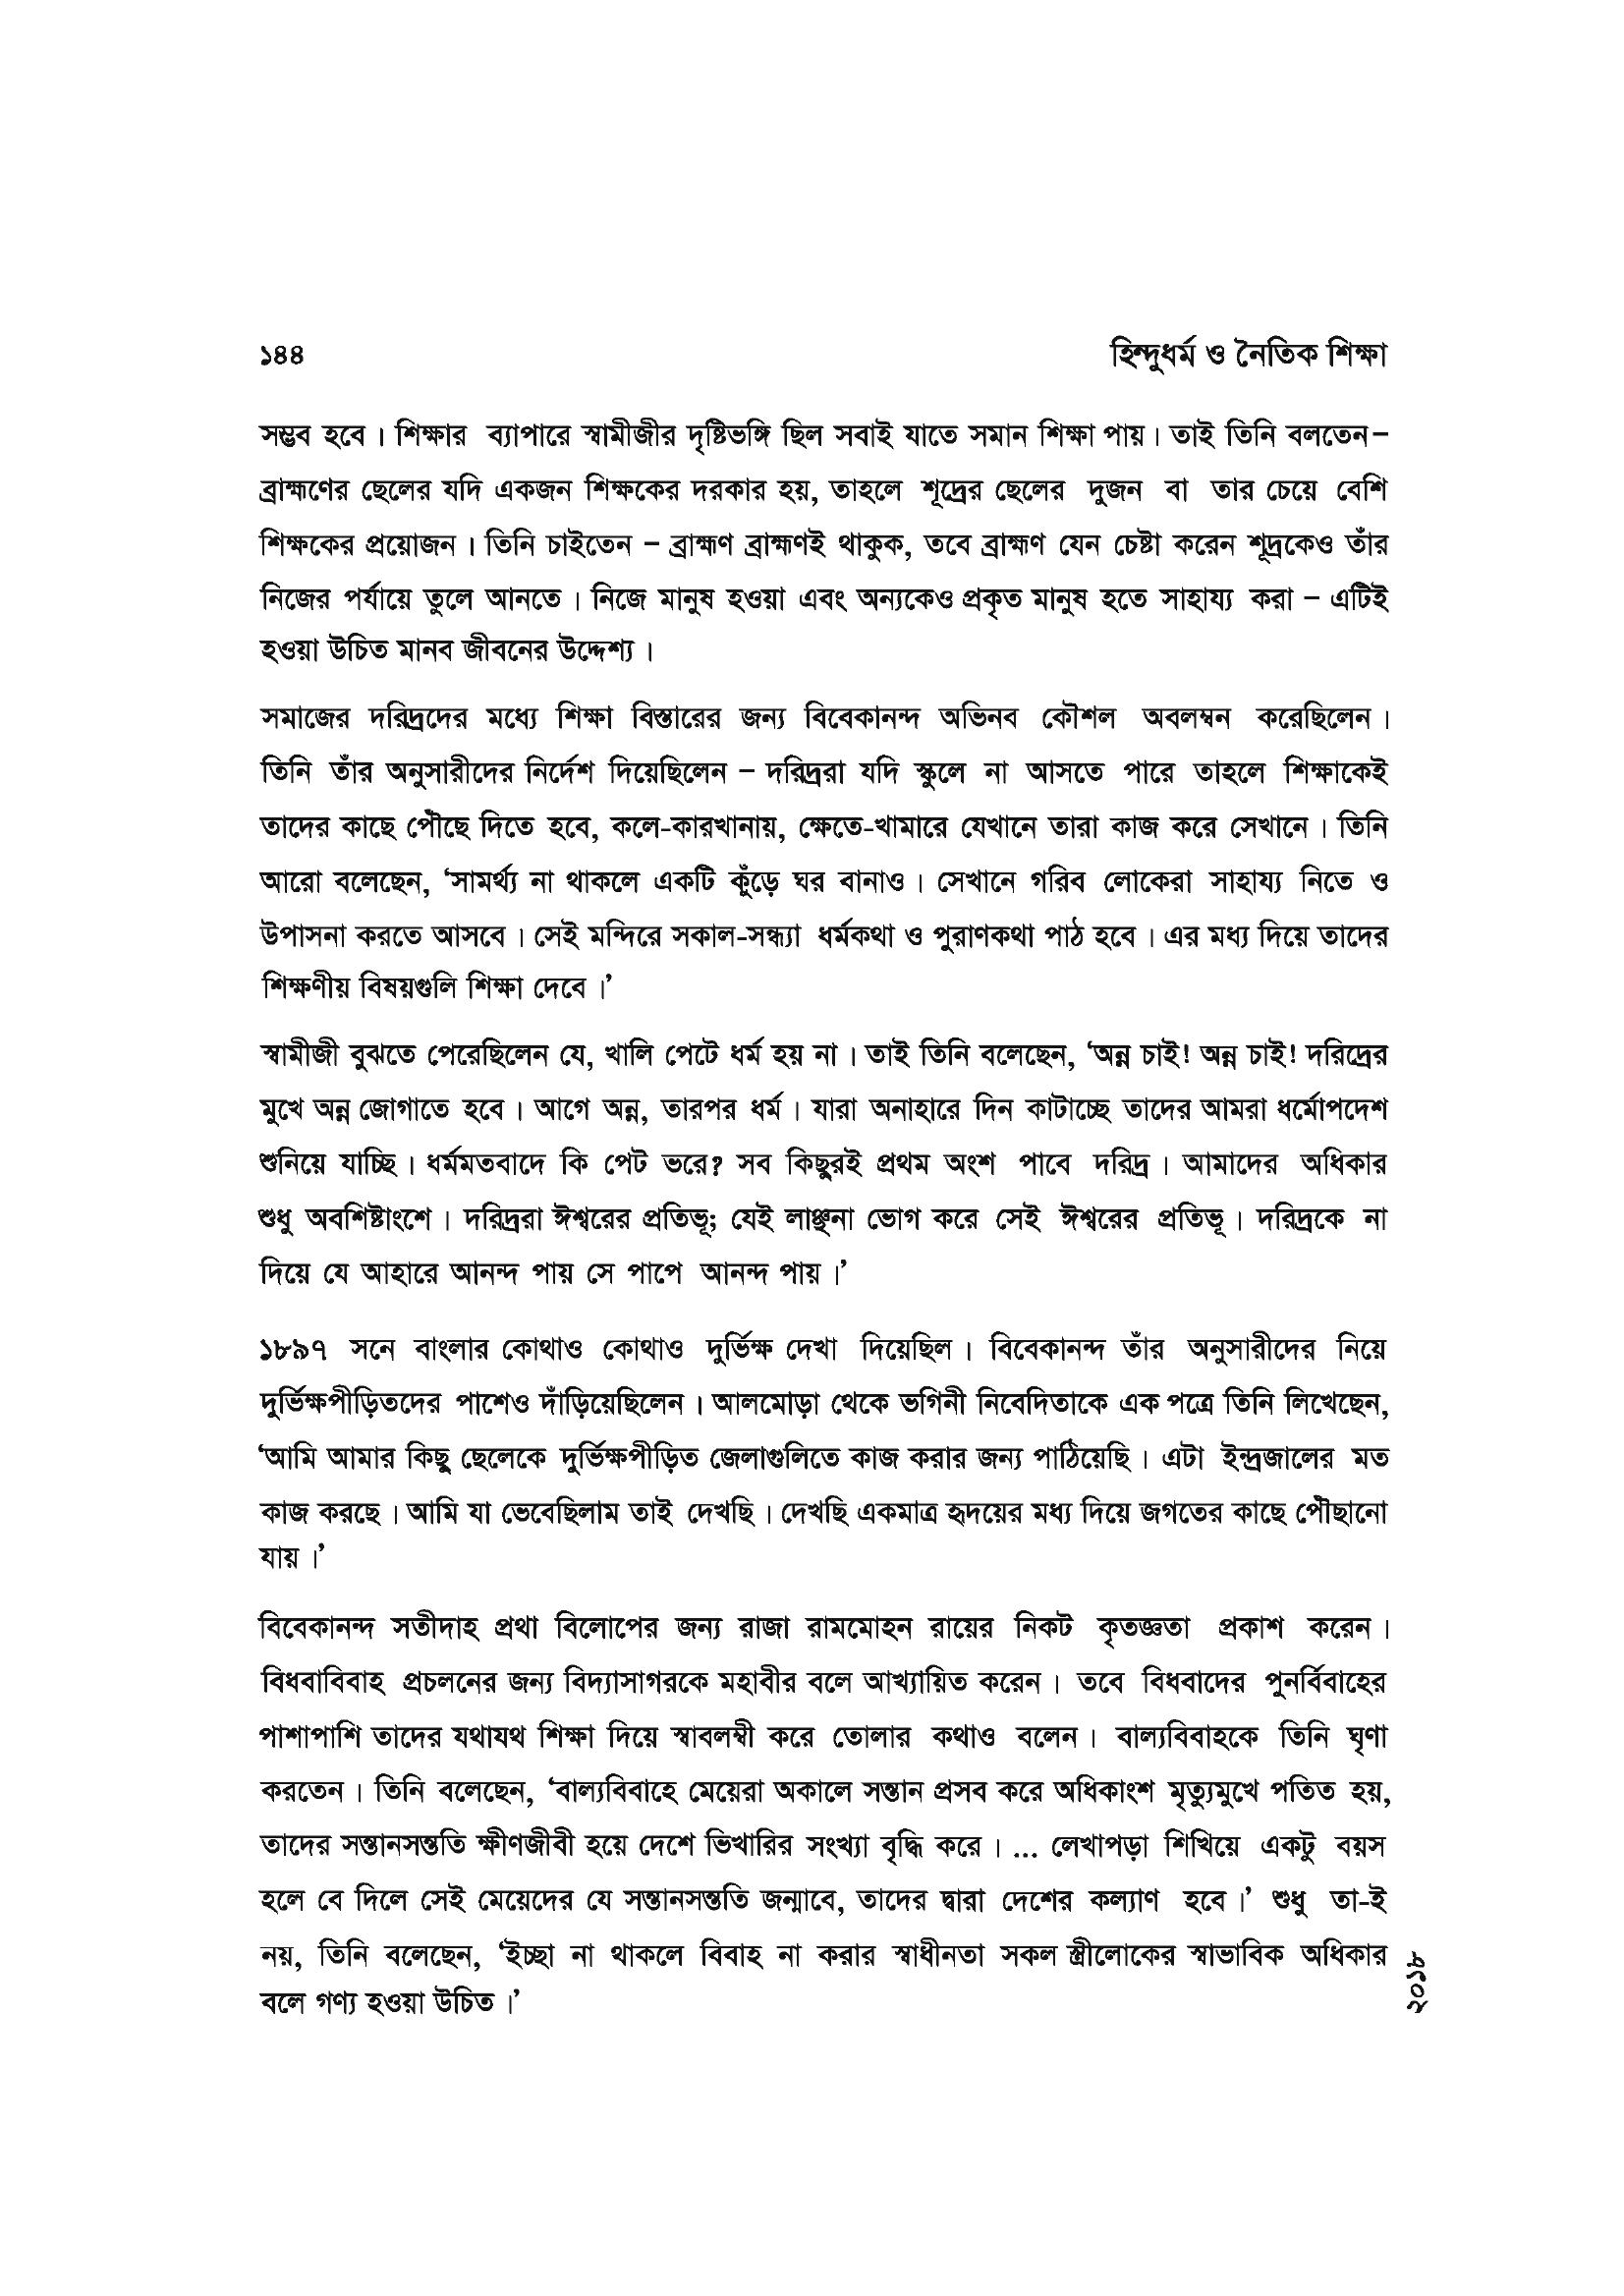 ১৪৪ হিন্দুধর্ম ও নৈতিক শিক্ষা
সম্ভব হবে। শিক্ষার ব্যাপারে স্বামীজীর দৃষ্টিভঙ্গি ছিল সবাই যাতে সমান শিক্ষা পায়। তাই তিনি বলতেন–
ব্রাহ্মণের ছেলের যদি একজন শিক্ষকের দরকার হয়, তাহলে শূদ্রের ছেলের দুজন বা তার চেয়ে বেশি
শিক্ষকের প্রয়োজন। তিনি চাইতেন – ব্রাহ্মণ ব্রাহ্মণই থাকুক, তবে ব্রাহ্মণ যেন চেষ্টা করেন শূদ্রকেও তাঁর
নিজের পর্যায়ে তুলে আনতে। নিজে মানুষ হওয়া এবং অন্যকেও প্রকৃত মানুষ হতে সাহায্য করা – এটিই
হওয়া উচিত মানব জীবনের উদ্দেশ্য।
সমাজের দরিদ্রদের মধ্যে শিক্ষা বিস্তারের জন্য বিবেকানন্দ অভিনব কৌশল অবলম্বন করেছিলেন।
তিনি তাঁর অনুসারীদের নির্দেশ দিয়েছিলেন – দরিদ্ররা যদি স্কুলে না আসতে পারে তাহলে শিক্ষাকেই
তাদের কাছে পৌঁছে দিতে হবে, কলে-কারখানায়, ক্ষেতে-খামারে যেখানে তারা কাজ করে সেখানে। তিনি
আরো বলেছেন, ‘সামর্থ্য না থাকলে একটি কুঁড়ে ঘর বানাও। সেখানে গরিব লোকেরা সাহায্য নিতে ও
উপাসনা করতে আসবে। সেই মন্দিরে সকাল-সন্ধ্যা ধর্মকথা ও পুরাণকথা পাঠ হবে। এর মধ্য দিয়ে তাদের
শিক্ষণীয় বিষয়গুলি শিক্ষা দেবে।’
স্বামীজী বুঝতে পেরেছিলেন যে, খালি পেটে ধর্ম হয় না। তাই তিনি বলেছেন, ‘অন্ন চাই! অন্ন চাই! দরিদ্রের
মুখে অন্ন জোগাতে হবে। আগে অন্ন, তারপর ধর্ম। যারা অনাহারে দিন কাটাচ্ছে তাদের আমরা ধর্মোপদেশ
শুনিয়ে যাচ্ছি। ধর্মমতবাদে কি পেট ভরে? সব কিছুরই প্রথম অংশ পাবে দরিদ্র। আমাদের অধিকার
শুধু অবশিষ্টাংশে। দরিদ্ররা ঈশ্বরের প্রতিভূ; যেই লাঞ্ছনা ভোগ করে সেই ঈশ্বরের প্রতিভূ। দরিদ্রকে না
দিয়ে যে আহারে আনন্দ পায় সে পাপে আনন্দ পায়।’
১৮৯৭ সনে বাংলার কোথাও কোথাও দুর্ভিক্ষ দেখা দিয়েছিল। বিবেকানন্দ তাঁর অনুসারীদের নিয়ে
দুর্ভিক্ষপীড়িতদের পাশেও দাঁড়িয়েছিলেন। আলমোড়া থেকে ভগিনী নিবেদিতাকে এক পত্রে তিনি লিখেছেন,
‘আমি আমার কিছু ছেলেকে দুর্ভিক্ষপীড়িত জেলাগুলিতে কাজ করার জন্য পাঠিয়েছি। এটা ইন্দ্রজালের মত
কাজ করছে। আমি যা ভেবেছিলাম তাই দেখছি। দেখছি একমাত্র হৃদয়ের মধ্য দিয়ে জগতের কাছে পৌঁছানো
যায়।’
বিবেকানন্দ সতীদাহ প্রথা বিলোপের জন্য রাজা রামমোহন রায়ের নিকট কৃতজ্ঞতা প্রকাশ করেন।
বিধবাবিবাহ প্রচলনের জন্য বিদ্যাসাগরকে মহাবীর বলে আখ্যায়িত করেন। তবে বিধবাদের পুনর্বিবাহের
পাশাপাশি তাদের যথাযথ শিক্ষা দিয়ে স্বাবলম্বী করে তোলার কথাও বলেন। বাল্যবিবাহকে তিনি ঘৃণা
করতেন। তিনি বলেছেন, ‘বাল্যবিবাহে মেয়েরা অকালে সন্তান প্রসব করে অধিকাংশ মৃত্যুমুখে পতিত হয়,
তাদের সন্তানসন্ততি ক্ষীণজীবী হয়ে দেশে ভিখারির সংখ্যা বৃদ্ধি করে। ... লেখাপড়া শিখিয়ে একটু বয়স
হলে বে দিলে সেই মেয়েদের যে সন্তানসন্ততি জন্মাবে, তাদের দ্বারা দেশের কল্যাণ হবে।’ শুধু তা-ই
নয়, তিনি বলেছেন, ‘ইচ্ছা না থাকলে বিবাহ না করার স্বাধীনতা সকল স্ত্রীলোকের স্বাভাবিক অধিকার
বলে গণ্য হওয়া উচিত।’
২০১৮